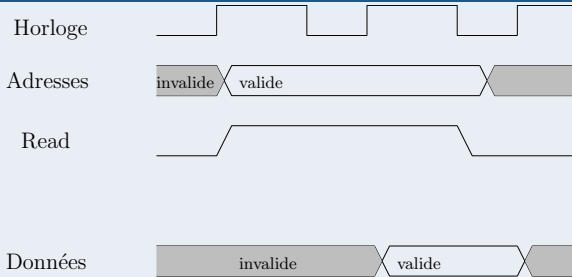 Horloge
Adresses invalide valide
Read
Données invalide valide